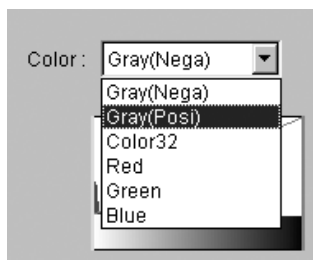 Color: Gray(Nega)
Gray(Nega)
Gray(Posi)
Color32
Red
Green
Blue